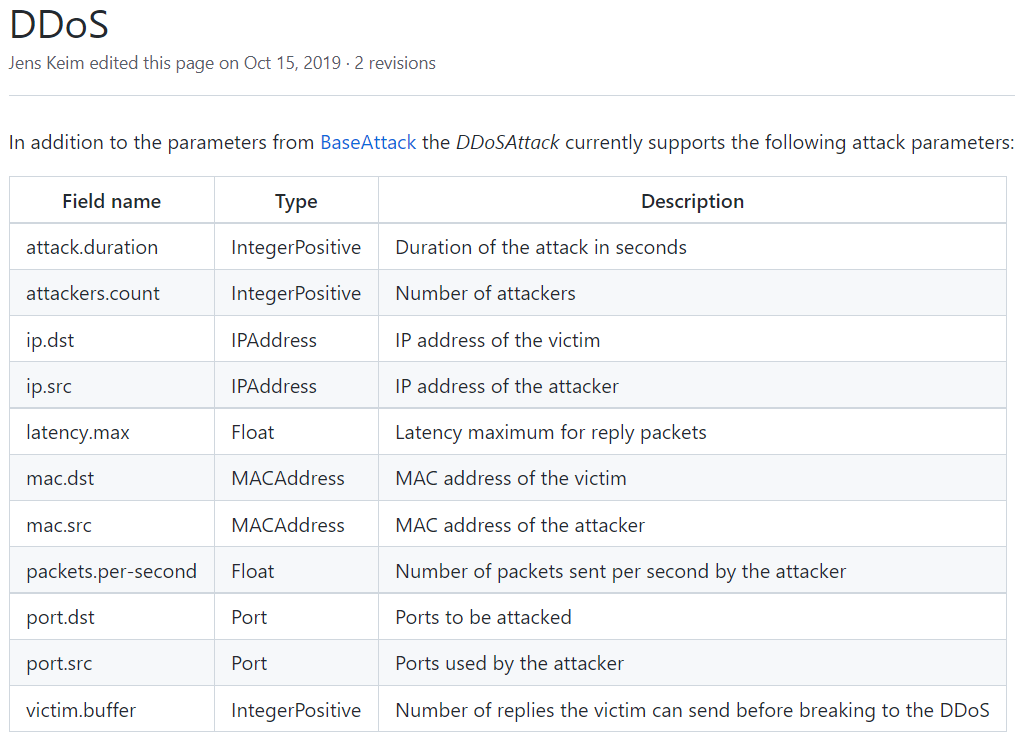 DDoS
Jens Keim edited this page on Oct 15, 2019 · 2 revisions
In addition to the parameters from BaseAttack the DDoSAttack currently supports the following attack parameters:
Field name Type Description
attack.duration IntegerPositive Duration of the attack in seconds
attackers.count IntegerPositive Number of attackers
ip.dst IPAddress IP address of the victim
ip.src IPAddress IP address of the attacker
latency.max Float Latency maximum for reply packets
mac.dst MACAddress MAC address of the victim
mac.src MACAddress MAC address of the attacker
packets.per-second Float Number of packets sent per second by the attacker
port.dst Port Ports to be attacked
port.src Port Ports used by the attacker
victim.buffer IntegerPositive Number of replies the victim can send before breaking to the DDoS